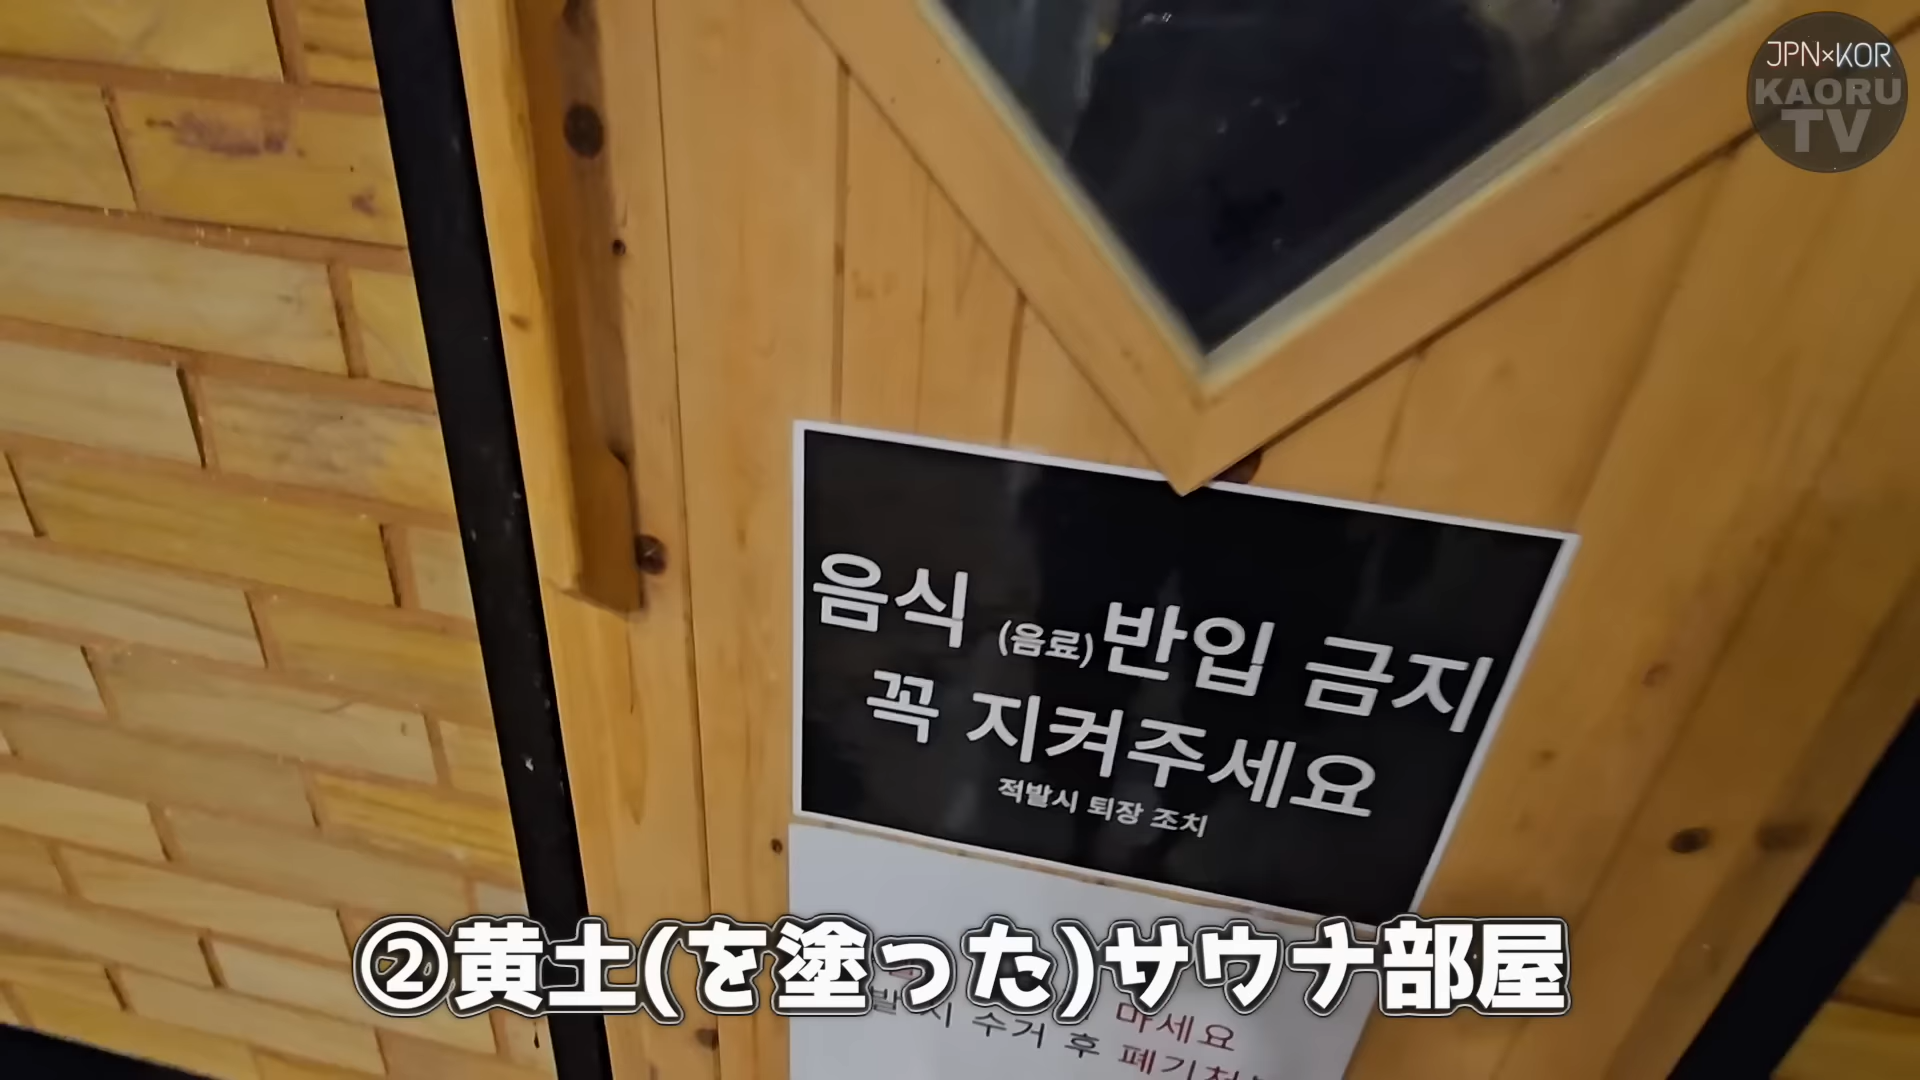 JPN×KOR
KAORU
TV
음식 (음료)반입 금지
꼭 지켜주세요
적발시 퇴장 조치
②黄土(を塗った)サウナ部屋
마세요
수거 후